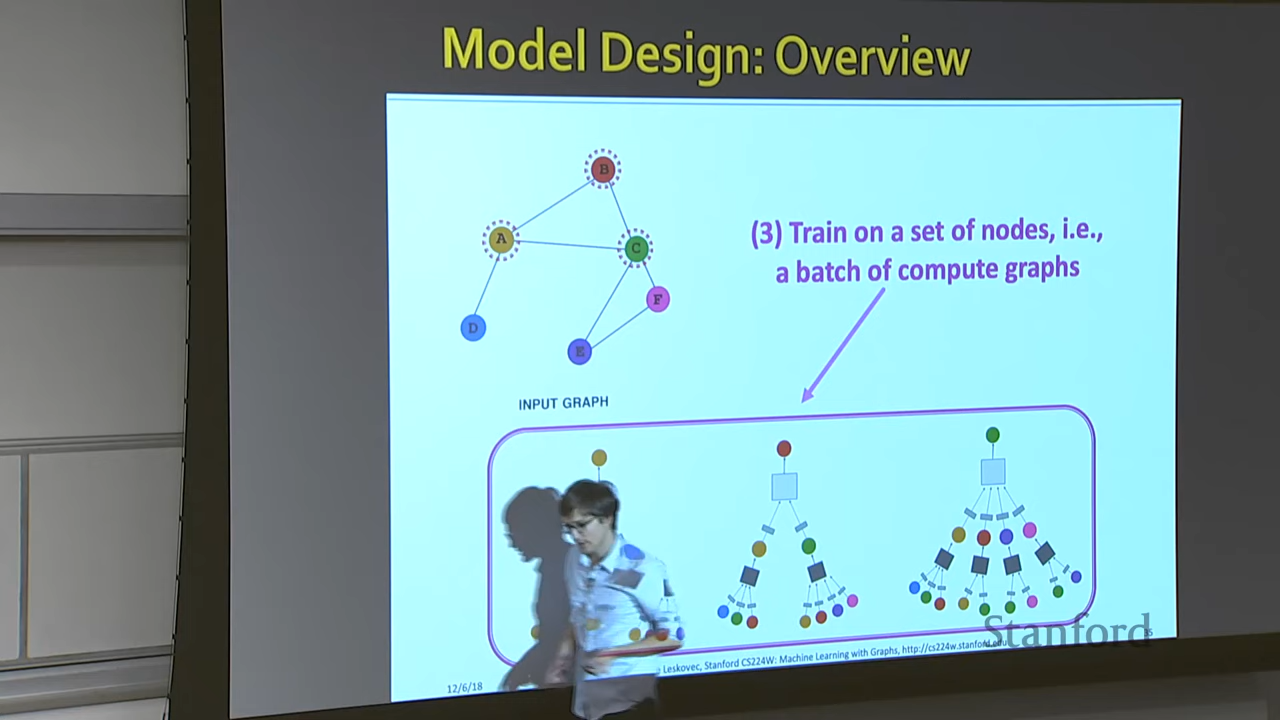 Model Design: Overview
B
A
C
F
D
E
(3) Train on a set of nodes, i.e.,
a batch of compute graphs
INPUT GRAPH
12/6/18
Leskovec, Stanford CS224W: Machine Learning with Graphs, http://cs224w.stanford.edu
Stanford